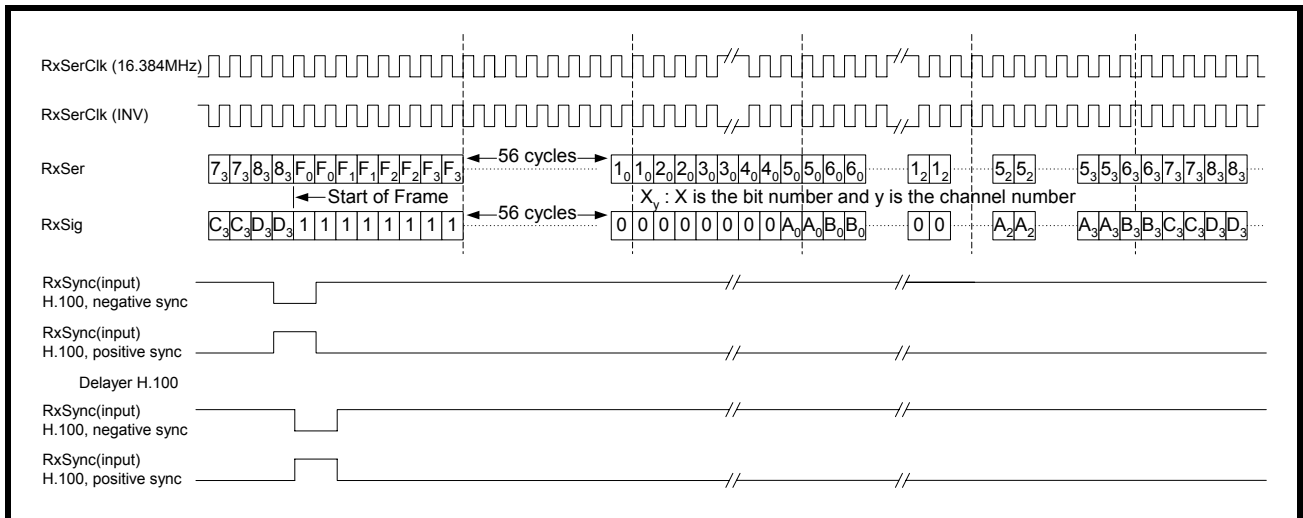 RxSerClk (16.384MHz)
RxSerClk (INV)
RxSer 7₃ 7₃ 8₃ 8₃ F₀ F₀ F₁ F₁ F₂ F₂ F₃ F₃ 56 cycles 1₀ 1₀ 2₀ 2₀ 3₀ 3₀ 4₀ 4₀ 5₀ 5₀ 6₀ 6₀ 1₂ 1₂ 5₂ 5₂ 5₃ 5₃ 6₃ 6₃ 7₃ 7₃ 8₃ 8₃
Start of Frame Xy : X is the bit number and y is the channel number
RxSig C₃ C₃ D₃ D₃ 1 1 1 1 1 1 1 1 56 cycles 0 0 0 0 0 0 0 0 A₀ A₀ B₀ B₀ 0 0 A₂ A₂ A₃ A₃ B₃ B₃ C₃ C₃ D₃ D₃
RxSync(input)
H.100, negative sync
RxSync(input)
H.100, positive sync
Delayer H.100
RxSync(input)
H.100, negative sync
RxSync(input)
H.100, positive sync